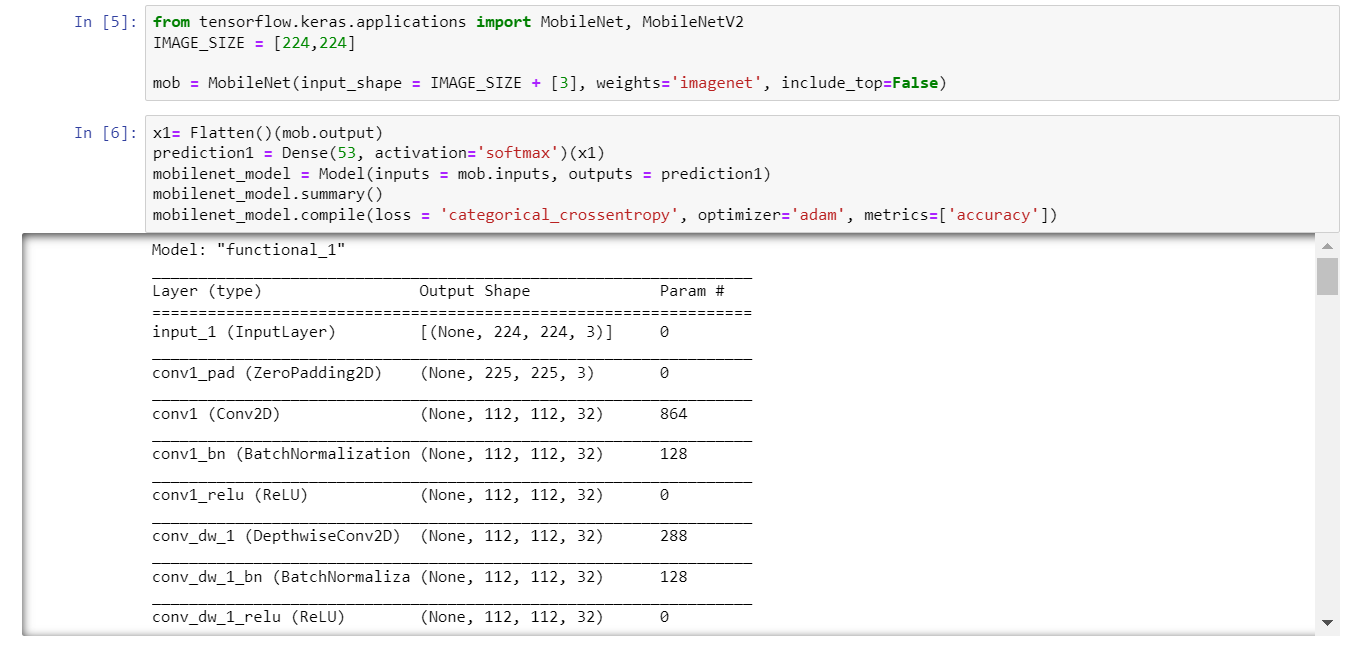 In [5]: from tensorflow.keras.applications import MobileNet, MobileNetV2
IMAGE_SIZE = [224,224]
mob = MobileNet(input_shape = IMAGE_SIZE + [3], weights='imagenet', include_top=False)
In [6]: x1= Flatten()(mob.output)
prediction1 = Dense(53, activation='softmax')(x1)
mobilenet_model = Model(inputs = mob.inputs, outputs = prediction1)
mobilenet_model.summary()
mobilenet_model.compile(loss = 'categorical_crossentropy', optimizer='adam', metrics=['accuracy'])
Model: "functional_1"
_________________________________________________________________
Layer (type)                 Output Shape              Param #
=================================================================
input_1 (InputLayer)         [(None, 224, 224, 3)]     0
_________________________________________________________________
conv1_pad (ZeroPadding2D)    (None, 225, 225, 3)       0
_________________________________________________________________
conv1 (Conv2D)               (None, 112, 112, 32)      864
_________________________________________________________________
conv1_bn (BatchNormalization (None, 112, 112, 32)      128
_________________________________________________________________
conv1_relu (ReLU)            (None, 112, 112, 32)      0
_________________________________________________________________
conv_dw_1 (DepthwiseConv2D)  (None, 112, 112, 32)      288
_________________________________________________________________
conv_dw_1_bn (BatchNormaliza (None, 112, 112, 32)      128
_________________________________________________________________
conv_dw_1_relu (ReLU)        (None, 112, 112, 32)      0